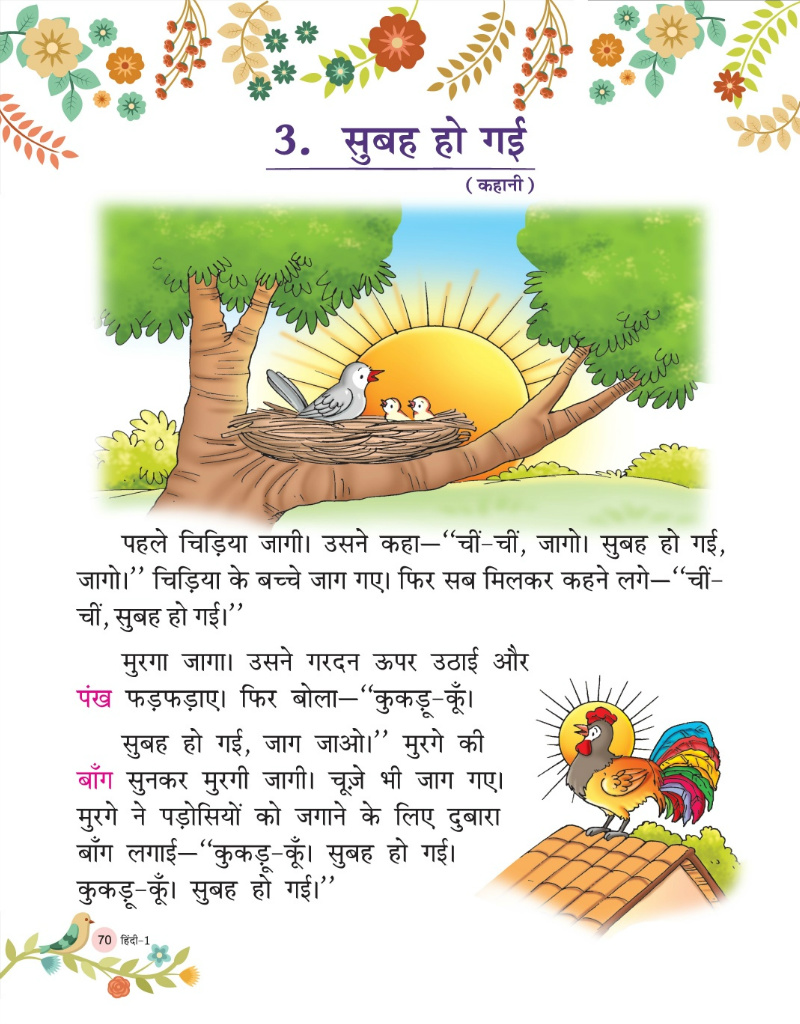 3. सुबह हो गई
( कहानी )
पहले चिड़िया जागी। उसने कहा—‘‘चीं-चीं, जागो। सुबह हो गई,
जागो।’’ चिड़िया के बच्चे जाग गए। फिर सब मिलकर कहने लगे—‘‘चीं-
चीं, सुबह हो गई।’’
मुरगा जागा। उसने गरदन ऊपर उठाई और
पंख फड़फड़ाए। फिर बोला—‘‘कुकड़ू-कूँ।
सुबह हो गई, जाग जाओ।’’ मुरगे की
बाँग सुनकर मुरगी जागी। चूज़े भी जाग गए।
मुरगे ने पड़ोसियों को जगाने के लिए दुबारा
बाँग लगाई—‘‘कुकड़ू-कूँ। सुबह हो गई।
कुकड़ू-कूँ। सुबह हो गई।’’
70 हिंदी-1